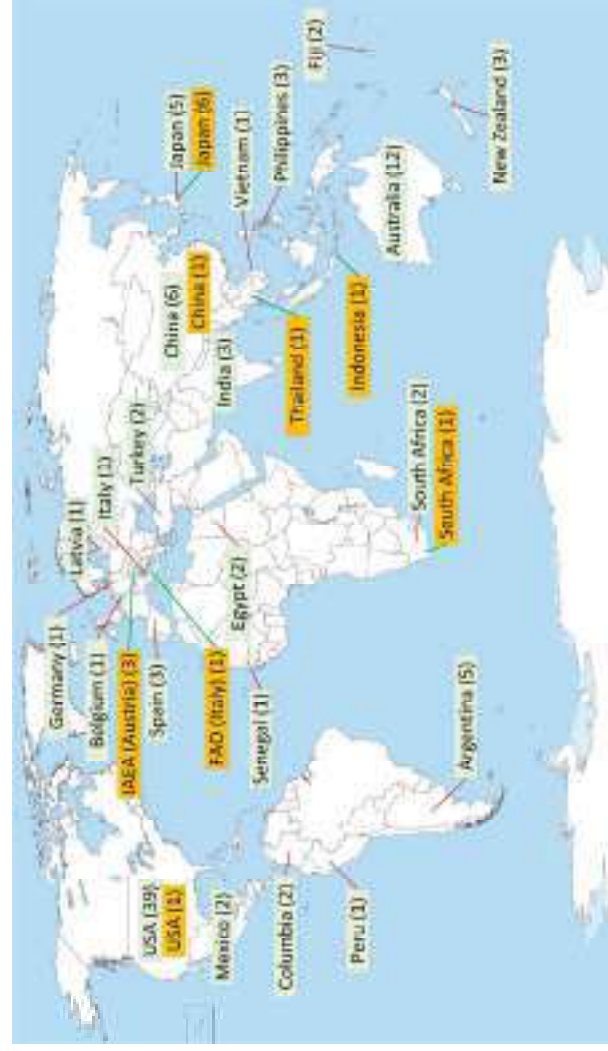 USA (39)
USA (1)
Mexico (2)
Columbia (2)
Peru (1)
Argentina (5)
Germany (1)
Belgium (1)
IAEA (Austria) (3)
Spain (3)
FAO (Italy) (1)
Senegal (1)
Latvia (1)
Italy (1)
Turkey (2)
Egypt (2)
South Africa (2)
South Africa (1)
China (6)
China (1)
India (3)
Thailand (1)
Indonesia (1)
Japan (5)
Japan (6)
Vietnam (1)
Philippines (3)
Australia (12)
Fiji (2)
New Zealand (3)